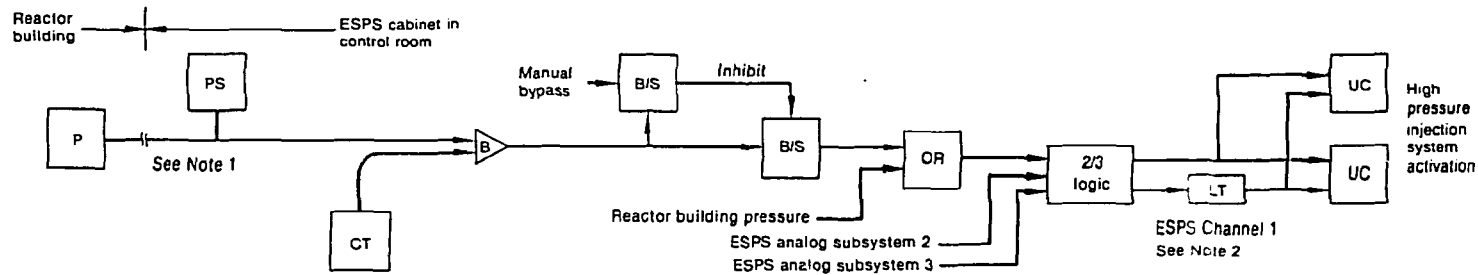 Reactor
building
ESPS cabinet in
control room
PS
P
See Note 1
CT
B
Manual
bypass
B/S
Inhibit
B/S
OR
Reactor building pressure
ESPS analog subsystem 2
ESPS analog subsystem 3
2/3
logic
LT
ESPS Channel 1
See Note 2
UC
UC
High
pressure
injection
system
activation